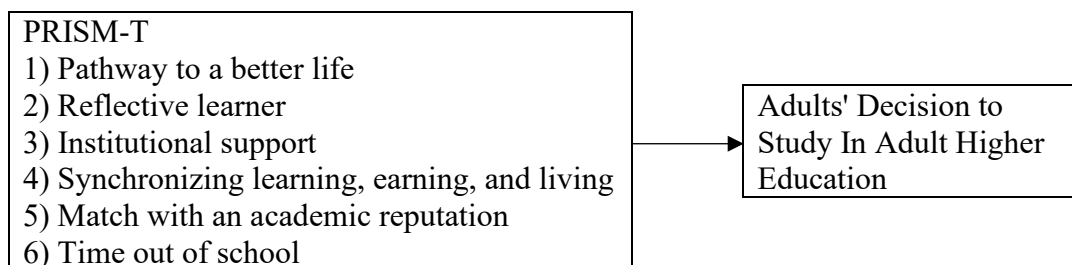 PRISM-T
1) Pathway to a better life
2) Reflective learner
3) Institutional support
4) Synchronizing learning, earning, and living
5) Match with an academic reputation
6) Time out of school
Adults' Decision to
Study In Adult Higher
Education